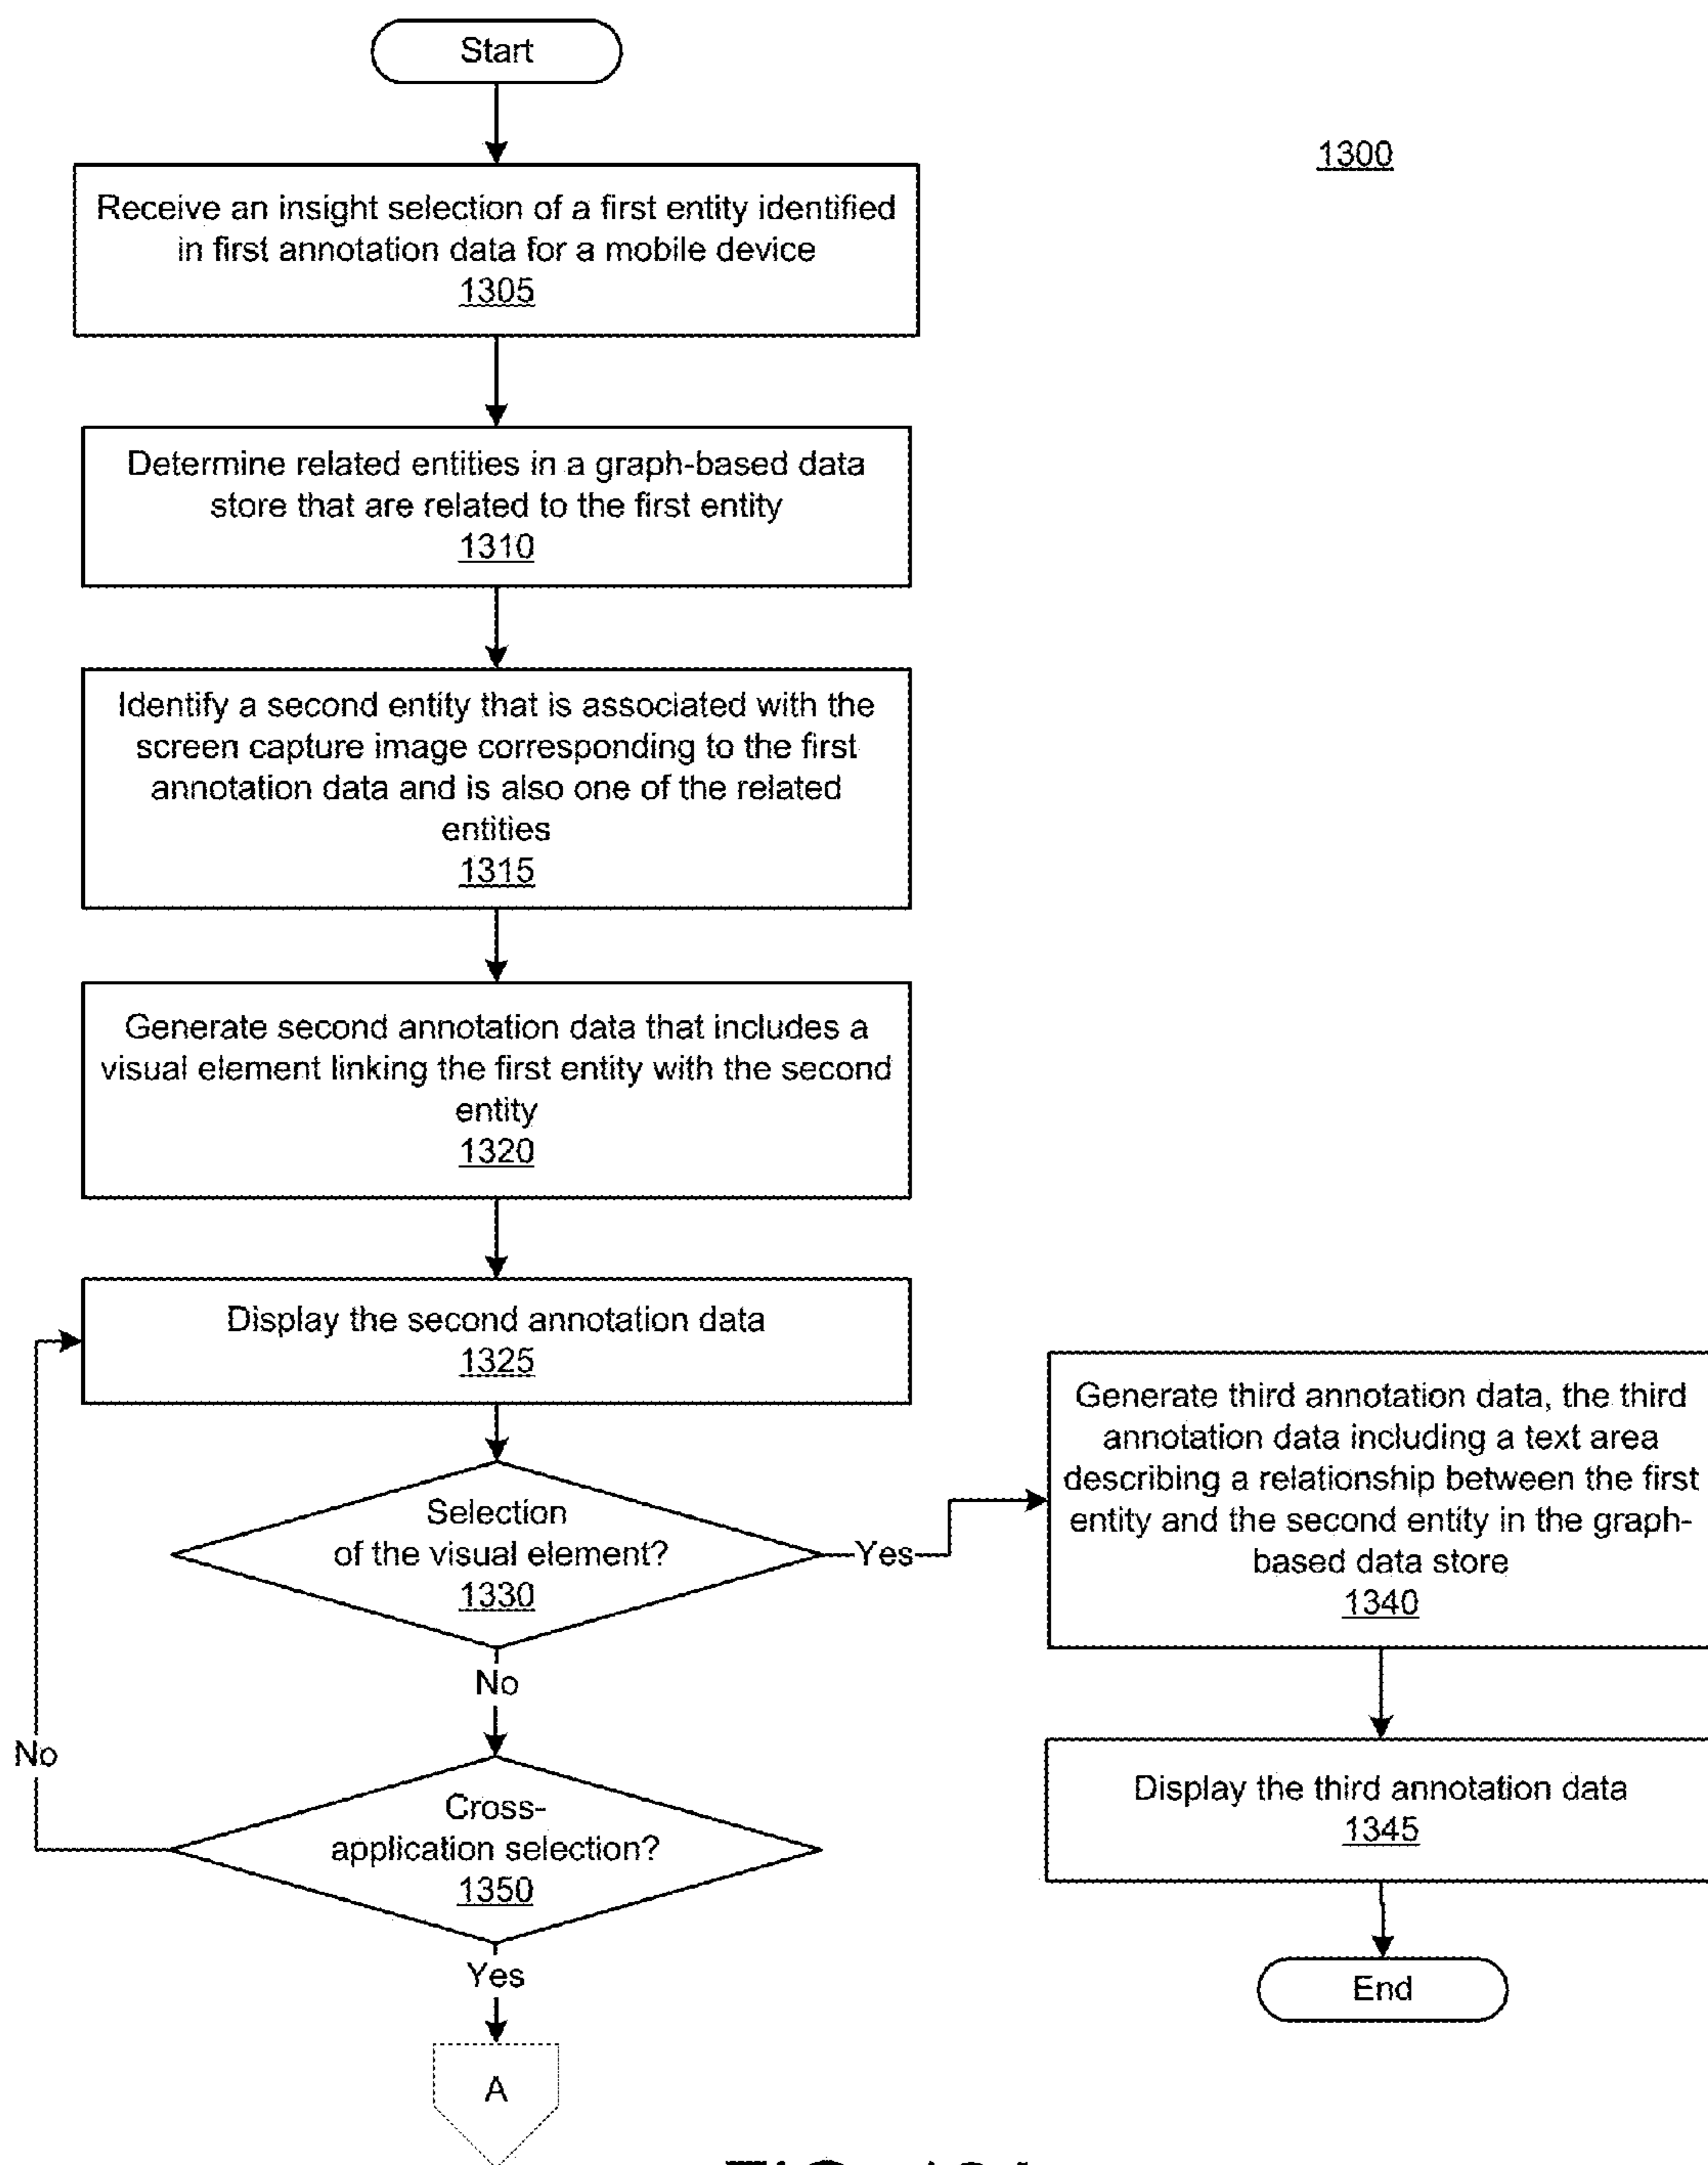 Start
1300
Receive an insight selection of a first entity identified
in first annotation data for a mobile device
1305
Determine related entities in a graph-based data
store that are related to the first entity
1310
Identify a second entity that is associated with the
screen capture image corresponding to the first
annotation data and is also one of the related
entities
1315
Generate second annotation data that includes a
visual element linking the first entity with the second
entity
1320
Display the second annotation data
1325
Selection
of the visual element?
1330
Yes
Generate third annotation data, the third
annotation data including a text area
describing a relationship between the first
entity and the second entity in the graph-
based data store
1340
No
Display the third annotation data
1345
No
Cross-
application selection?
1350
Yes
End
A